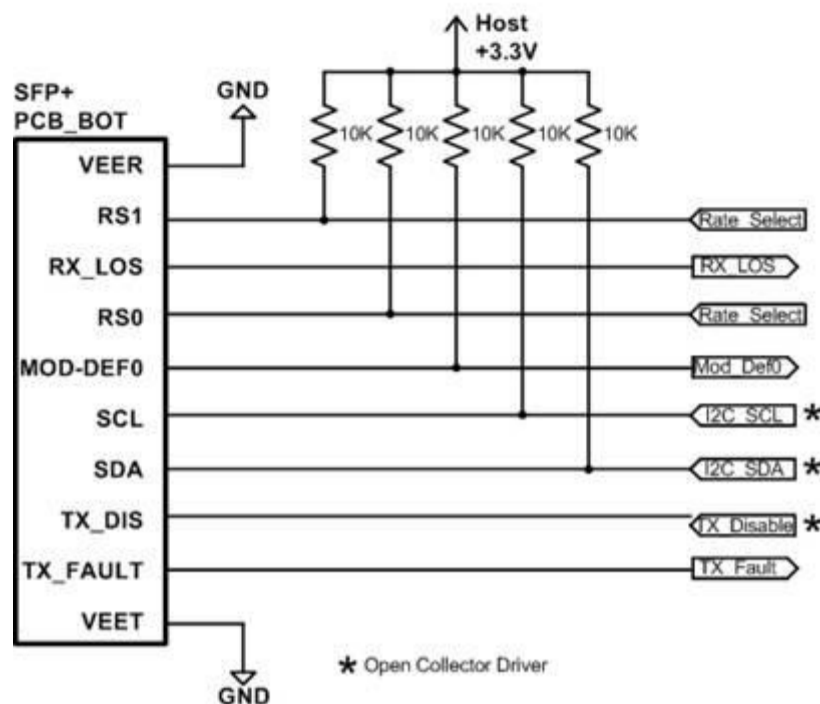 Host
+3.3V
SFP+
PCB_BOT
GND
10K
10K
10K
10K
10K
VEER
RS1
Rate_Select
RX_LOS
RX_LOS
RS0
Rate_Select
MOD-DEF0
Mod_Def0
SCL
I2C_SCL *
SDA
I2C_SDA *
TX_DIS
TX_Disable *
TX_FAULT
TX_Fault
VEET
* Open Collector Driver
GND